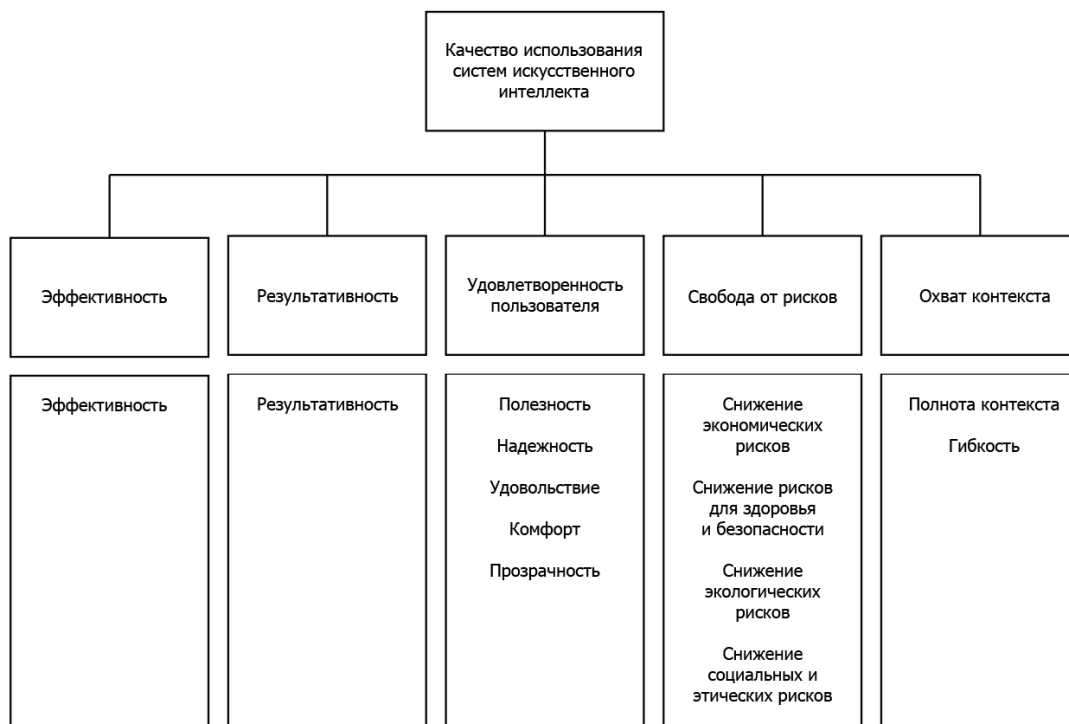 Качество использования
систем искусственного
интеллекта
Эффективность
Результативность
Удовлетворенность
пользователя
Свобода от рисков
Охват контекста
Эффективность
Результативность
Полезность
Надежность
Удовольствие
Комфорт
Прозрачность
Снижение
экономических
рисков
Снижение рисков
для здоровья
и безопасности
Снижение
экологических
рисков
Снижение
социальных и
этических рисков
Полнота контекста
Гибкость